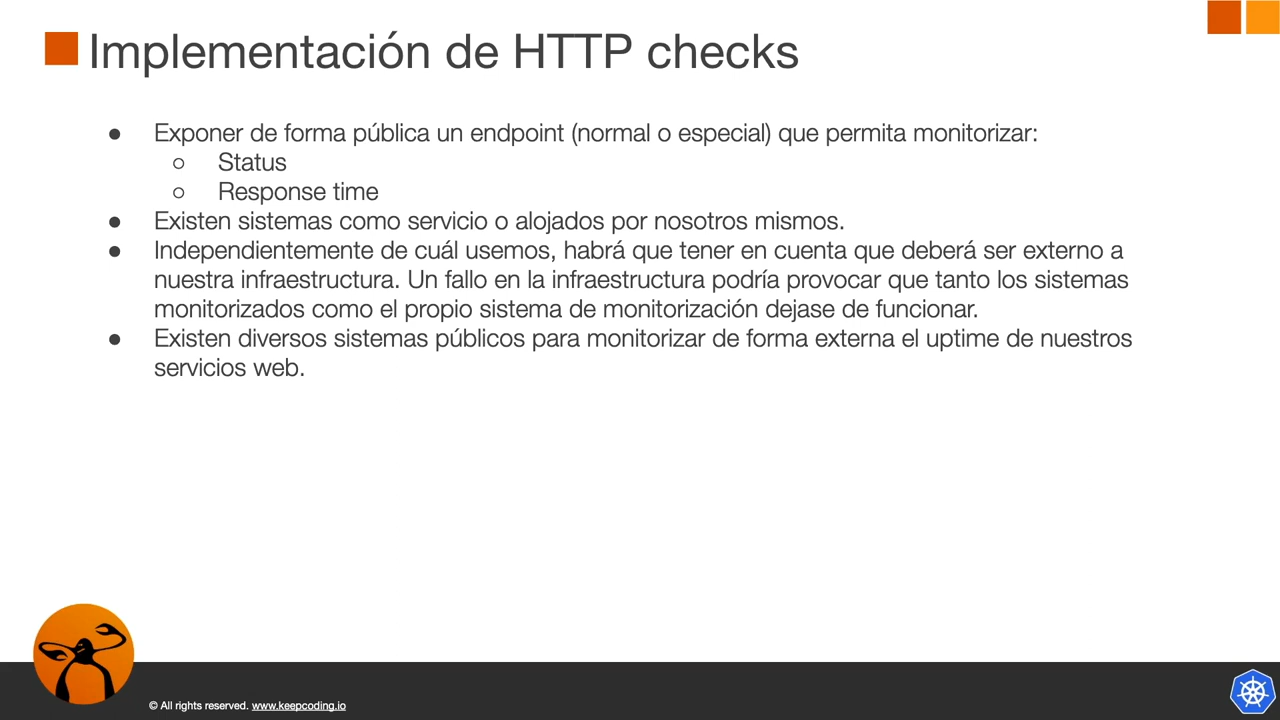 Implementación de HTTP checks
● Exponer de forma pública un endpoint (normal o especial) que permita monitorizar:
○ Status
○ Response time
● Existen sistemas como servicio o alojados por nosotros mismos.
● Independientemente de cuál usemos, habrá que tener en cuenta que deberá ser externo a
nuestra infraestructura. Un fallo en la infraestructura podría provocar que tanto los sistemas
monitorizados como el propio sistema de monitorización dejase de funcionar.
● Existen diversos sistemas públicos para monitorizar de forma externa el uptime de nuestros
servicios web.
© All rights reserved. www.keepcoding.io